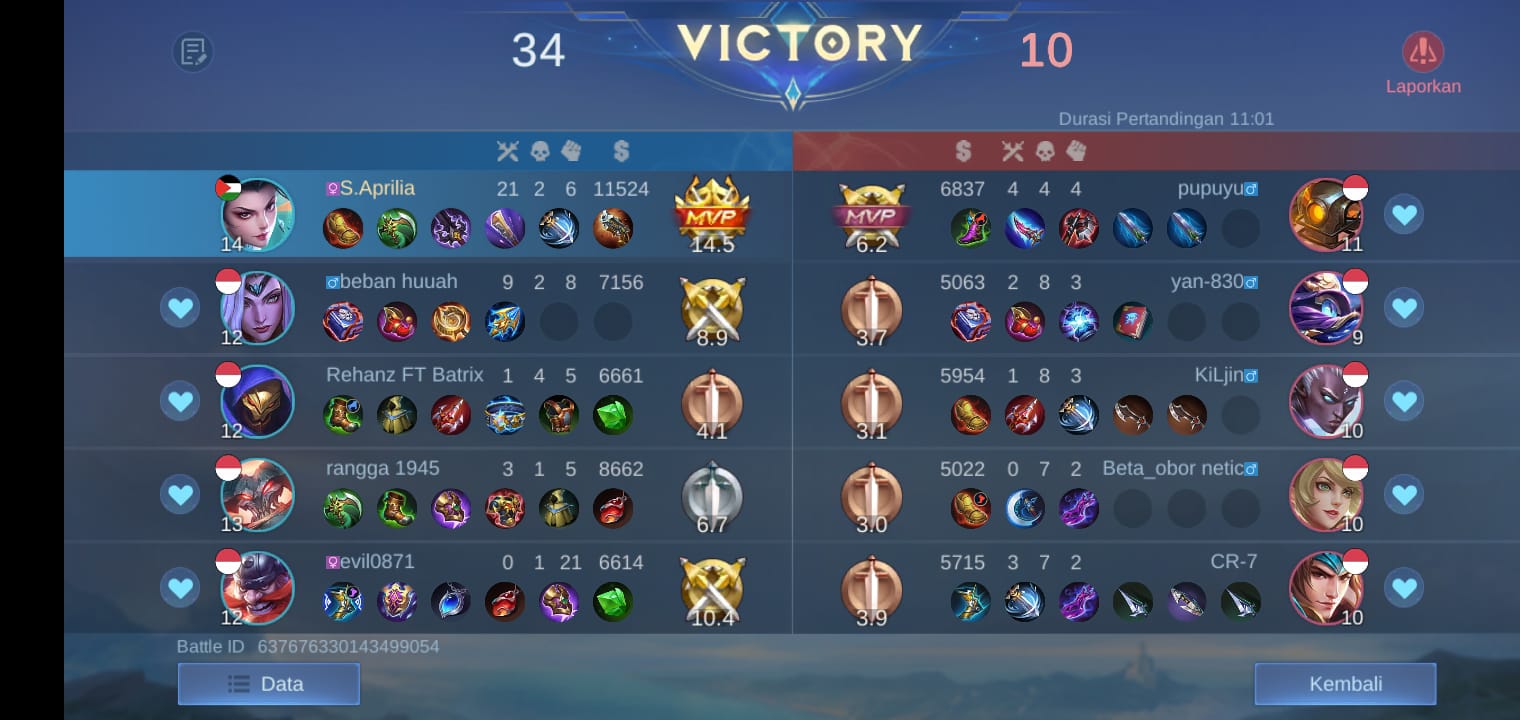 34 VICTORY 10
Laporkan
Durasi Pertandingan 11:01
S.Aprilia 21 2 6 11524 MVP 14.5 14
MVP 6.2 6837 4 4 4 pupuyu 11
beban huuah 9 2 8 7156 8.9 12
3.7 5063 2 8 3 yan-830 9
Rehanz FT Batrix 1 4 5 6661 4.1 12
3.1 5954 1 8 3 KiLjin 10
rangga 1945 3 1 5 8662 6.7 13
3.0 5022 0 7 2 Beta_obor netic 10
evil0871 0 1 21 6614 10.4 12
3.9 5715 3 7 2 CR-7 10
Battle ID 637676330143499054
Data
Kembali